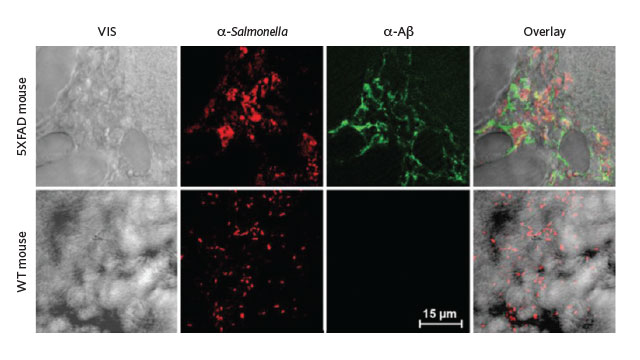 VIS α-Salmonella α-Aβ Overlay
5XFAD mouse
WT mouse
15 µm